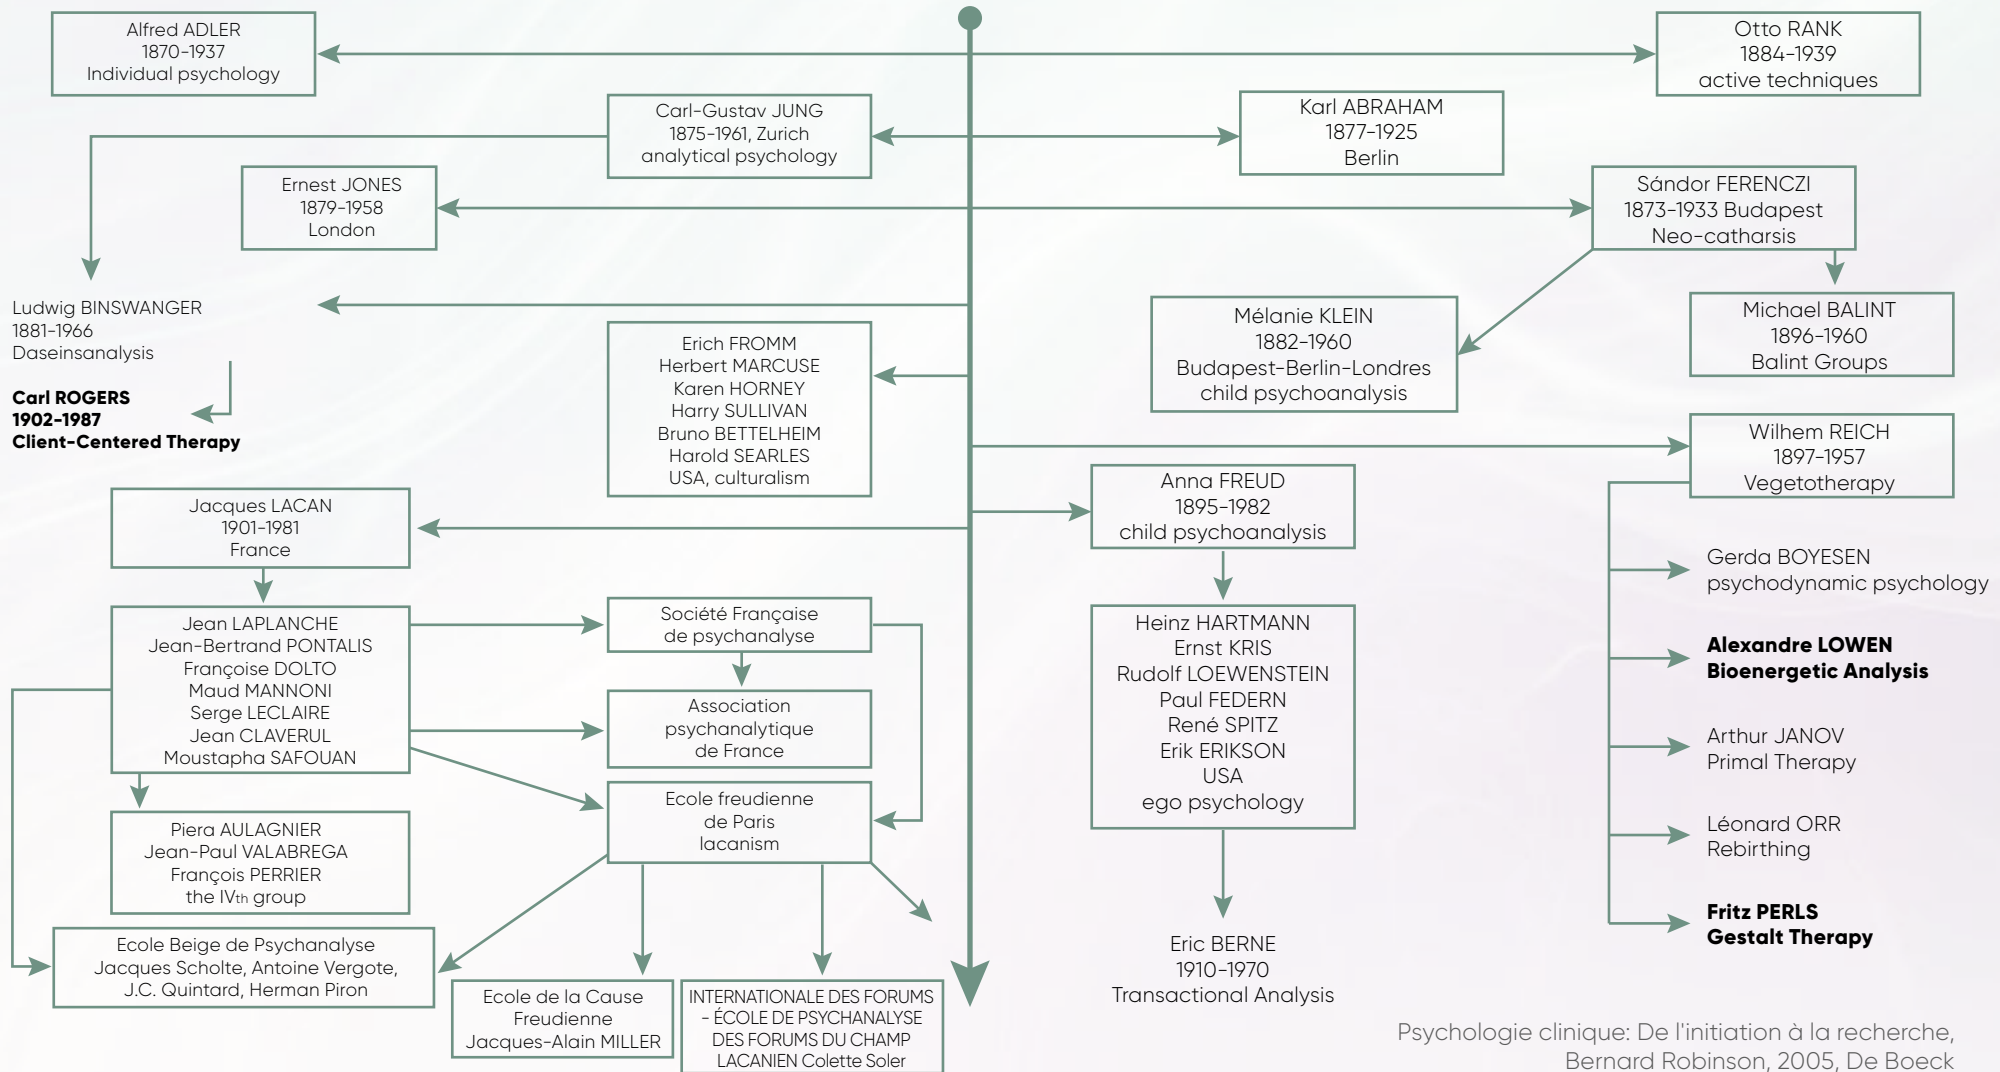 Alfred ADLER
1870-1937
Individual psychology
Otto RANK
1884-1939
active techniques
Carl-Gustav JUNG
1875-1961, Zurich
analytical psychology
Karl ABRAHAM
1877-1925
Berlin
Ernest JONES
1879-1958
London
Sándor FERENCZI
1873-1933 Budapest
Neo-catharsis
Ludwig BINSWANGER
1881-1966
Daseinsanalysis
Carl ROGERS
1902-1987
Client-Centered Therapy
Erich FROMM
Herbert MARCUSE
Karen HORNEY
Harry SULLIVAN
Bruno BETTELHEIM
Harold SEARLES
USA, culturalism
Mélanie KLEIN
1882-1960
Budapest-Berlin-Londres
child psychoanalysis
Michael BALINT
1896-1960
Balint Groups
Wilhem REICH
1897-1957
Vegetotherapy
Jacques LACAN
1901-1981
France
Anna FREUD
1895-1982
child psychoanalysis
Jean LAPLANCHE
Jean-Bertrand PONTALIS
Françoise DOLTO
Maud MANNONI
Serge LECLAIRE
Jean CLAVERUL
Moustapha SAFOUAN
Société Française
de psychanalyse
Association
psychanalytique
de France
Ecole freudienne
de Paris
lacanism
Piera AULAGNIER
Jean-Paul VALABREGA
François PERRIER
the IVth group
Ecole Beige de Psychanalyse
Jacques Scholte, Antoine Vergote,
J.C. Quintard, Herman Piron
Ecole de la Cause
Freudienne
Jacques-Alain MILLER
INTERNATIONALE DES FORUMS
- ÉCOLE DE PSYCHANALYSE
DES FORUMS DU CHAMP
LACANIEN Colette Soler
Heinz HARTMANN
Ernst KRIS
Rudolf LOEWENSTEIN
Paul FEDERN
René SPITZ
Erik ERIKSON
USA
ego psychology
Eric BERNE
1910-1970
Transactional Analysis
Gerda BOYESEN
psychodynamic psychology
Alexandre LOWEN
Bioenergetic Analysis
Arthur JANOV
Primal Therapy
Léonard ORR
Rebirthing
Fritz PERLS
Gestalt Therapy
Psychologie clinique: De l'initiation à la recherche,
Bernard Robinson, 2005, De Boeck